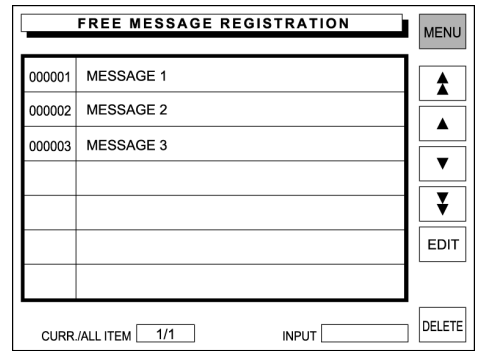 FREE MESSAGE REGISTRATION
MENU
000001 MESSAGE 1
000002 MESSAGE 2
000003 MESSAGE 3
EDIT
CURR./ALL ITEM 1/1 INPUT
DELETE